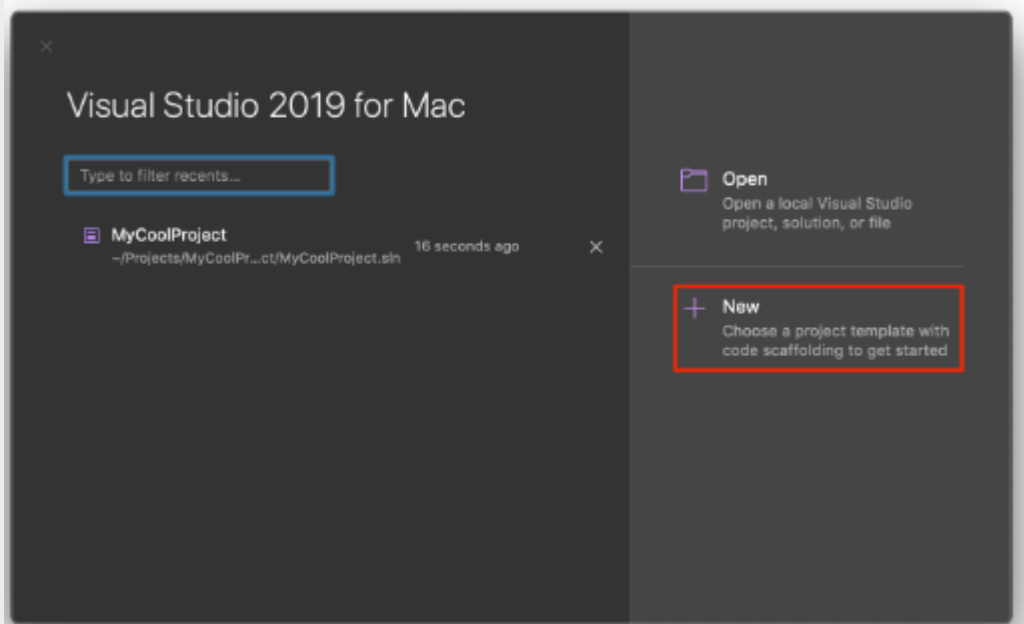 Visual Studio 2019 for Mac
Type to filter recents...
MyCoolProject
~/Projects/MyCoolPr...ct/MyCoolProject.sln
16 seconds ago
Open
Open a local Visual Studio
project, solution, or file
New
Choose a project template with
code scaffolding to get started